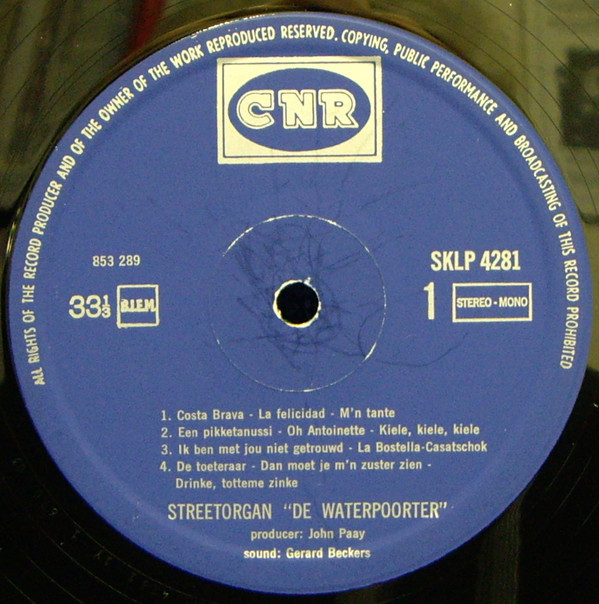 ALL RIGHTS OF THE RECORD PRODUCER AND OF THE OWNER OF THE WORK REPRODUCED RESERVED. COPYING, PUBLIC PERFORMANCE AND BROADCASTING OF THIS RECORD PROHIBITED
CNR
853 289
SKLP 4281
33⅓ B.I.E.M.
1 STEREO-MONO
1. Costa Brava - La felicidad - M'n tante
2. Een pikketanussi - Oh Antoinette - Kiele, kiele, kiele
3. Ik ben met jou niet getrouwd - La Bostella-Casatschok
4. De toeteraar - Dan moet je m'n zuster zien -
Drinke, totteme zinke
STREETORGAN "DE WATERPOORTER"
producer: John Paay
sound: Gerard Beckers